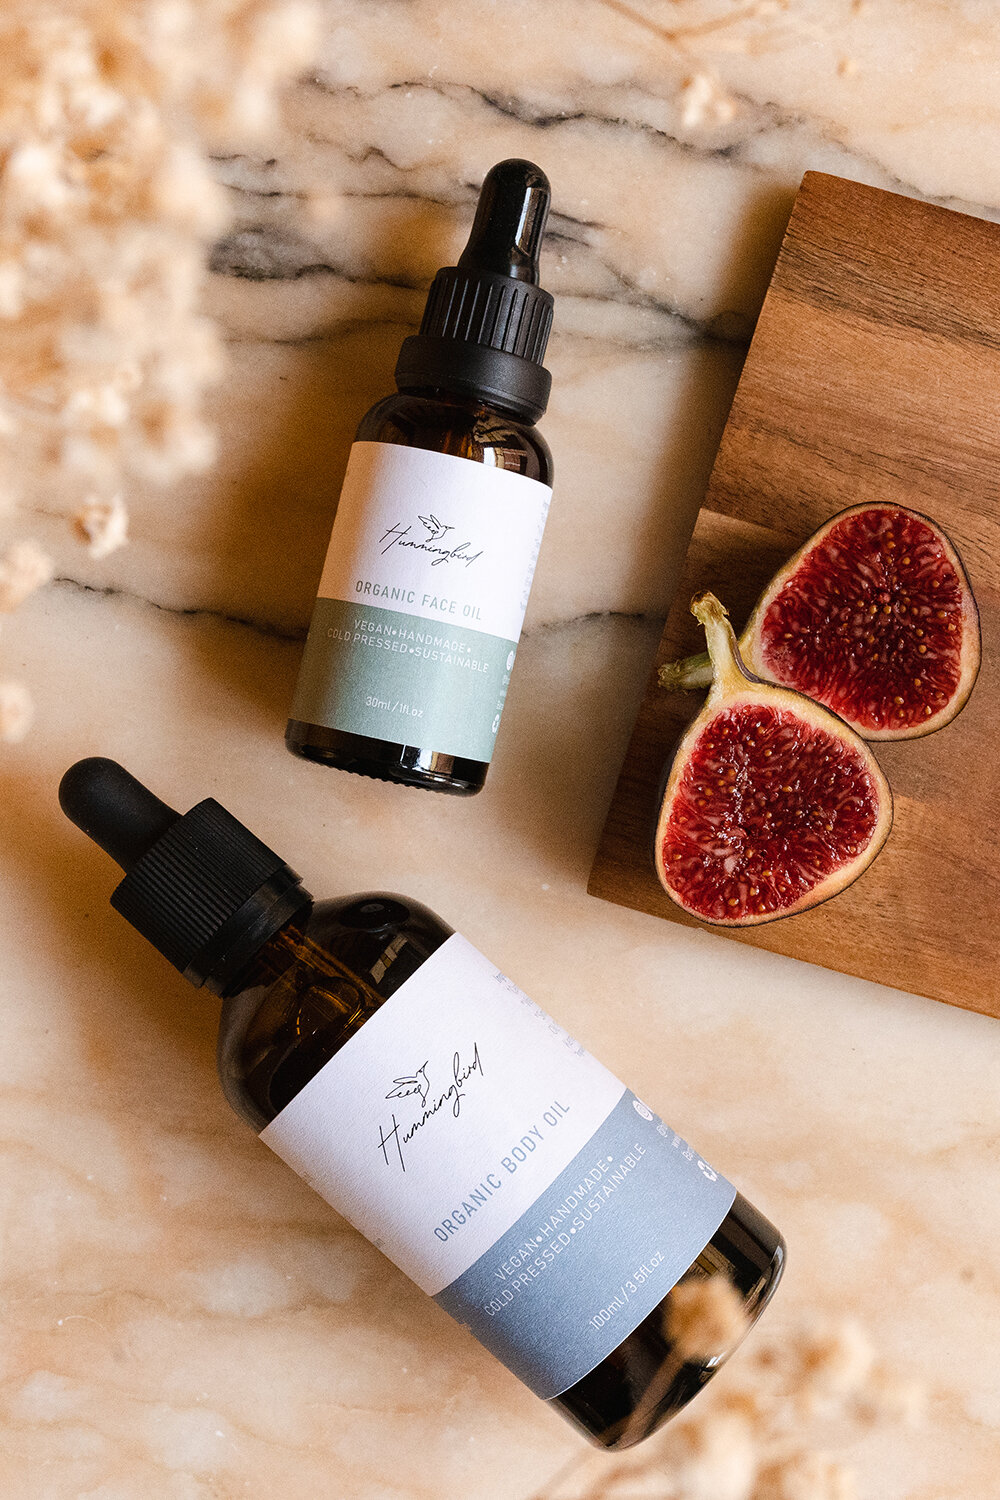 Hummingbird
ORGANIC FACE OIL
VEGAN•HANDMADE•
COLD PRESSED•SUSTAINABLE
30ml/1fl.oz
Hummingbird
ORGANIC BODY OIL
VEGAN•HANDMADE•
COLD PRESSED•SUSTAINABLE
100ml/3.5fl.oz